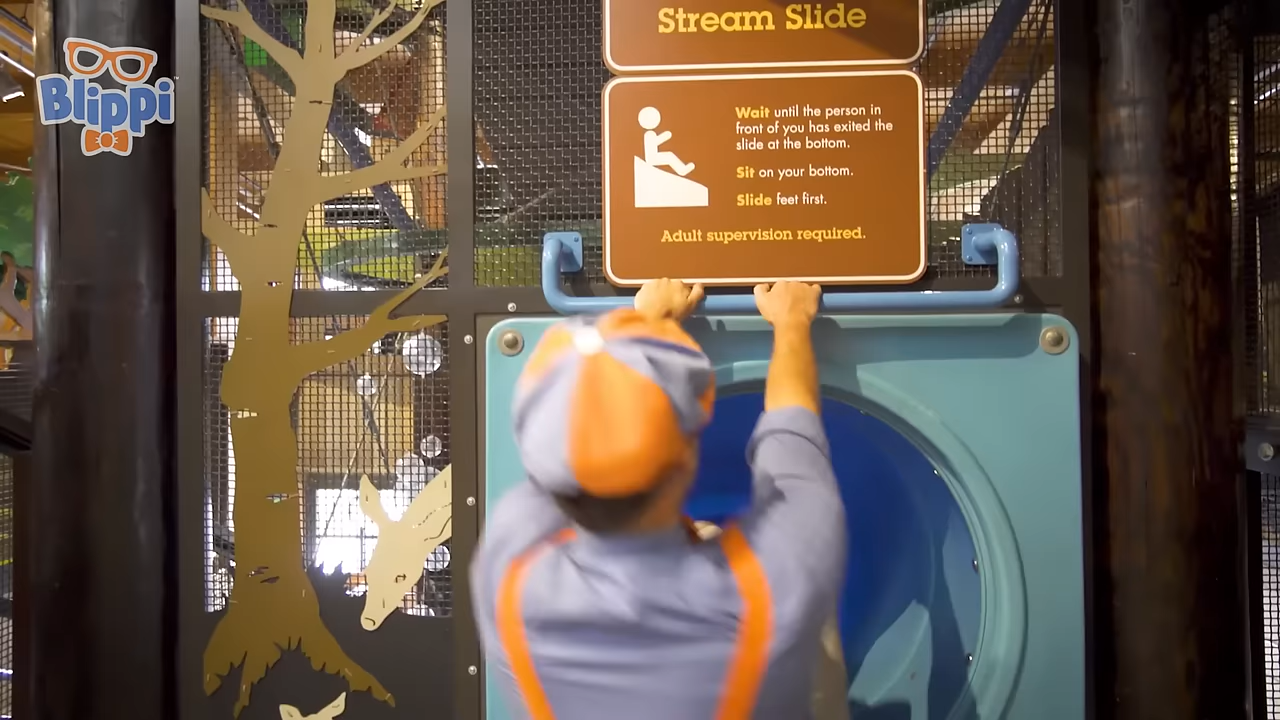 Blippi
Stream Slide
Wait until the person in
front of you has exited the
slide at the bottom.
Sit on your bottom.
Slide feet first.
Adult supervision required.